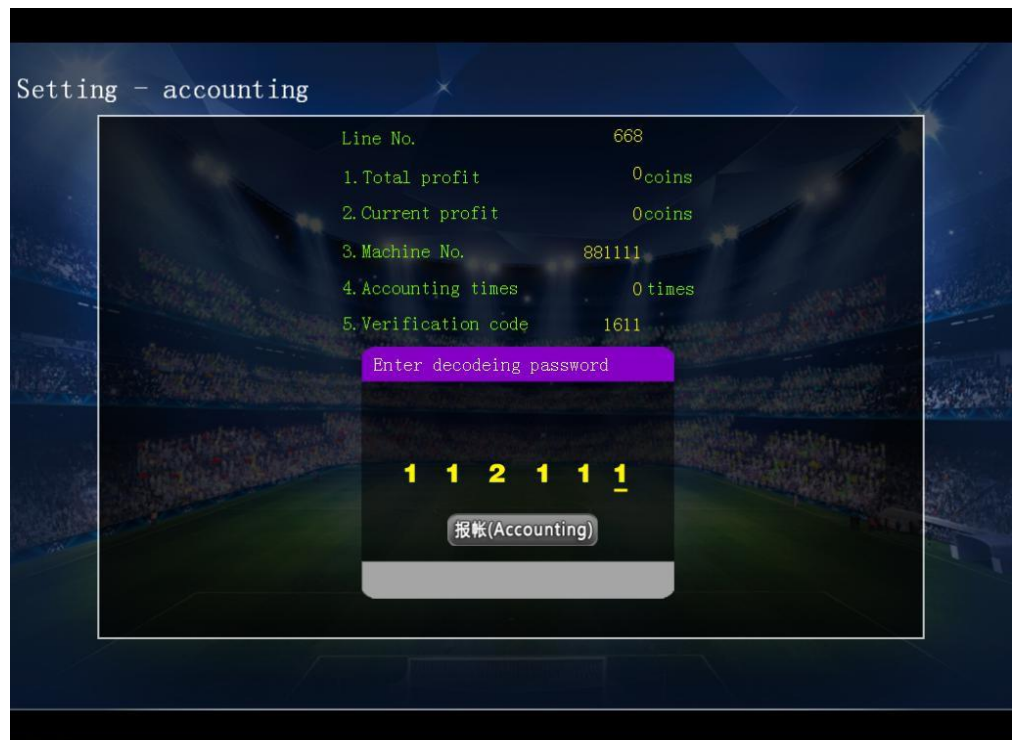 Setting - accounting
Line No. 668
1.Total profit 0coins
2.Current profit 0coins
3.Machine No. 881111
4.Accounting times 0 times
5.Verification code 1611
Enter decodeing password
1 1 2 1 1 1
报帐(Accounting)